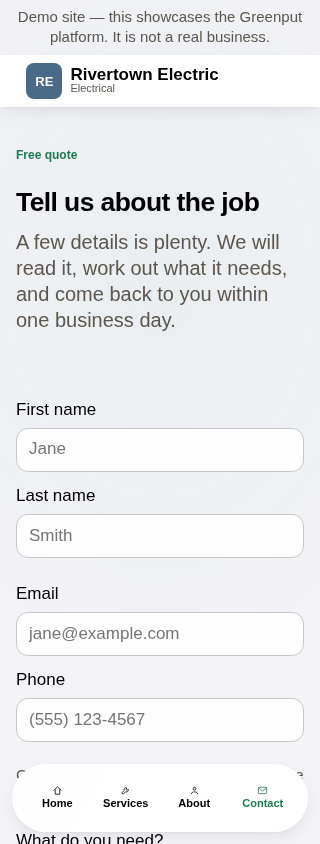 Demo site — this showcases the Greenput
platform. It is not a real business.
RE
Rivertown Electric
Electrical
Free quote
Tell us about the job
A few details is plenty. We will
read it, work out what it needs,
and come back to you within
one business day.
First name
Jane
Last name
Smith
Email
jane@example.com
Phone
(555) 123-4567
Home
Services
About
Contact
What do you need?